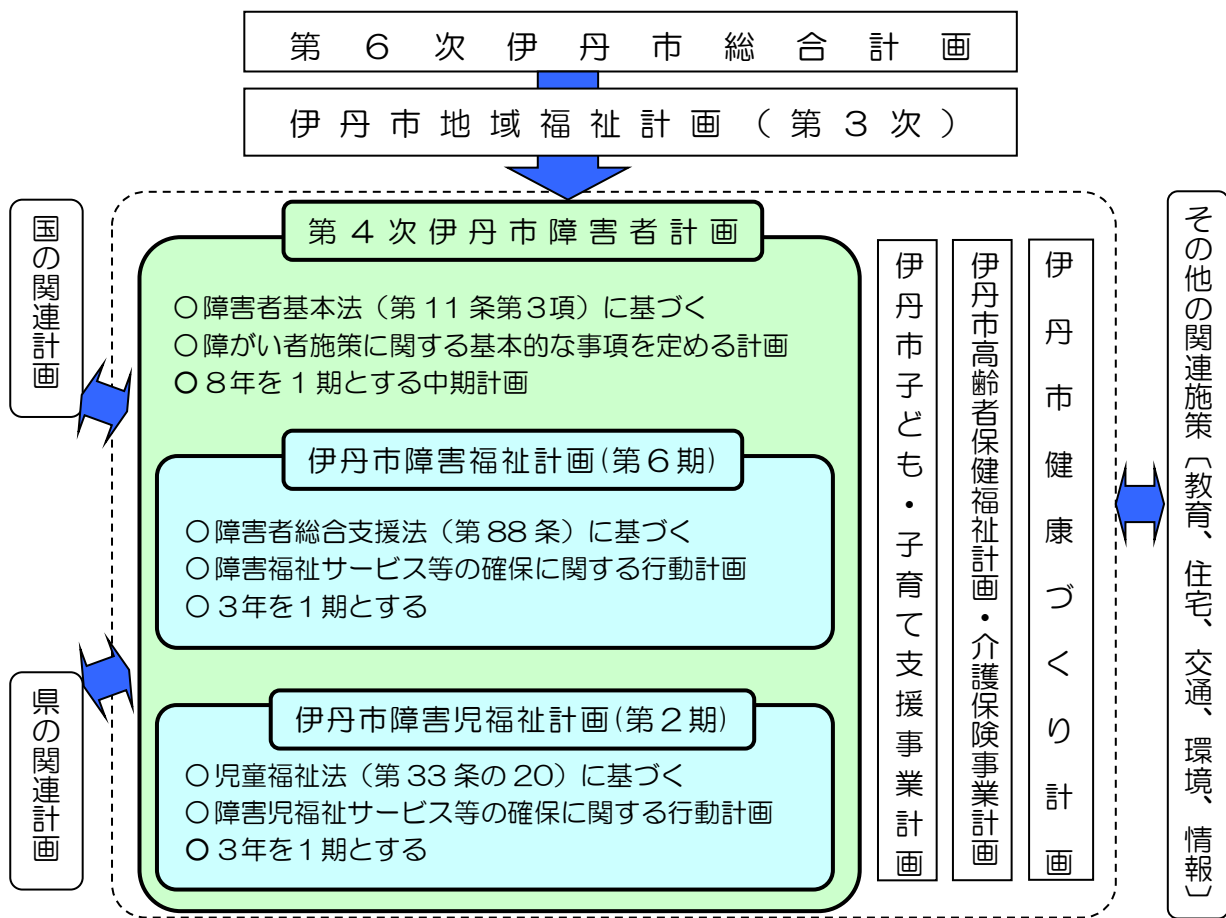 第６次伊丹市総合計画
伊丹市地域福祉計画（第３次）
国の関連計画
県の関連計画
第４次伊丹市障害者計画
○障害者基本法（第11条第３項）に基づく
○障がい者施策に関する基本的な事項を定める計画
○８年を１期とする中期計画
伊丹市障害福祉計画(第６期)
○障害者総合支援法（第88条）に基づく
○障害福祉サービス等の確保に関する行動計画
○３年を１期とする
伊丹市障害児福祉計画(第２期)
○児童福祉法（第33条の20）に基づく
○障害児福祉サービス等の確保に関する行動計画
○３年を１期とする
伊丹市子ども・子育て支援事業計画
伊丹市高齢者保健福祉計画・介護保険事業計画
伊丹市健康づくり計画
その他の関連施策〔教育、住宅、交通、環境、情報〕